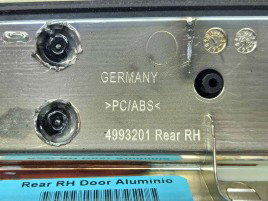 GERMANY
>PC/ABS<
4993201 Rear RH
Rear RH Door Aluminio